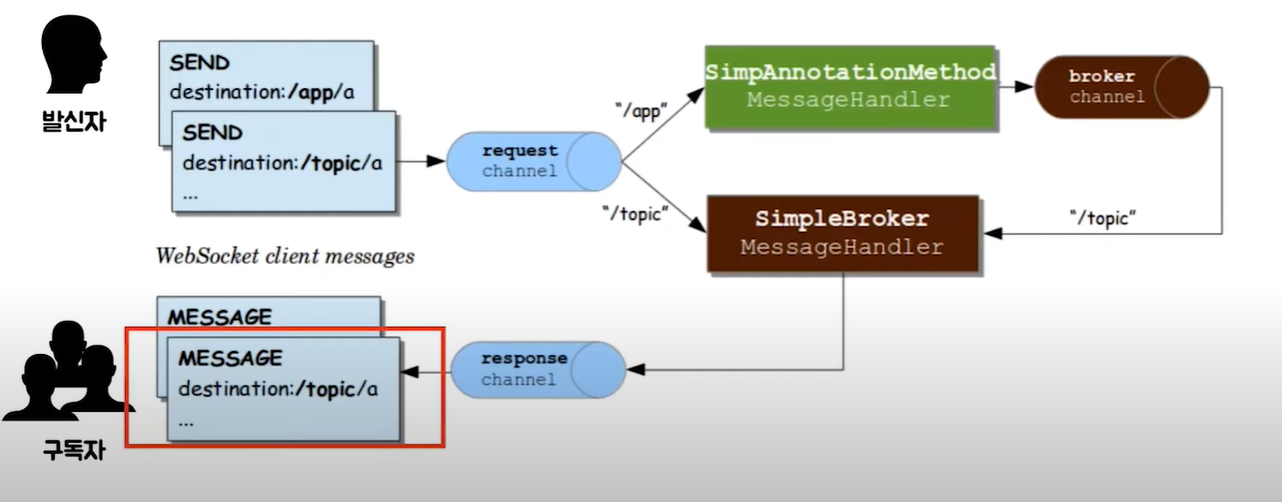 발신자
SEND
destination:/app/a
SEND
destination:/topic/a
...
WebSocket client messages
request
channel
"/app"
"/topic"
SimpAnnotationMethod
MessageHandler
broker
channel
SimpleBroker
MessageHandler
"/topic"
구독자
MESSAGE
MESSAGE
destination:/topic/a
...
response
channel